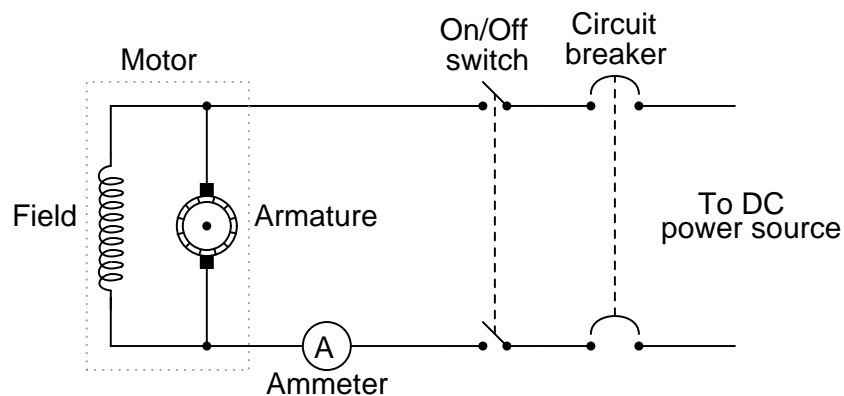 Motor
On/Off
switch
Circuit
breaker
Field
Armature
To DC
power source
A
Ammeter